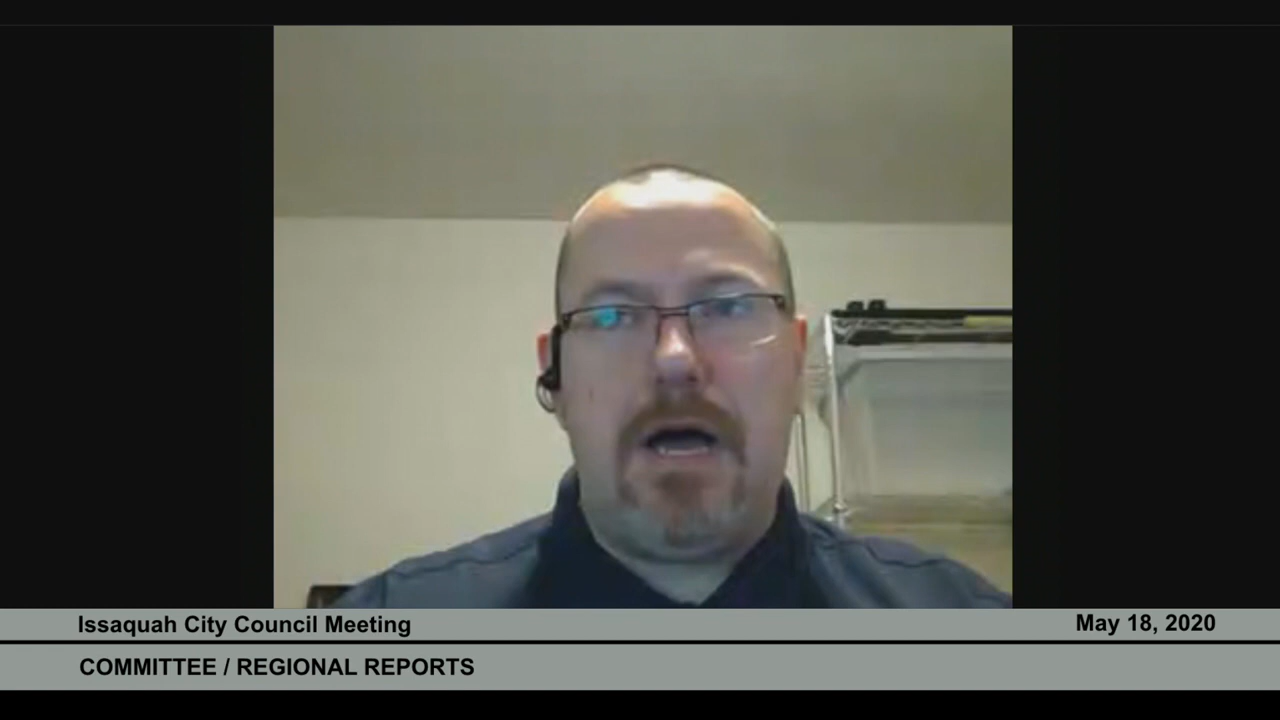 Issaquah City Council Meeting
May 18, 2020
COMMITTEE / REGIONAL REPORTS